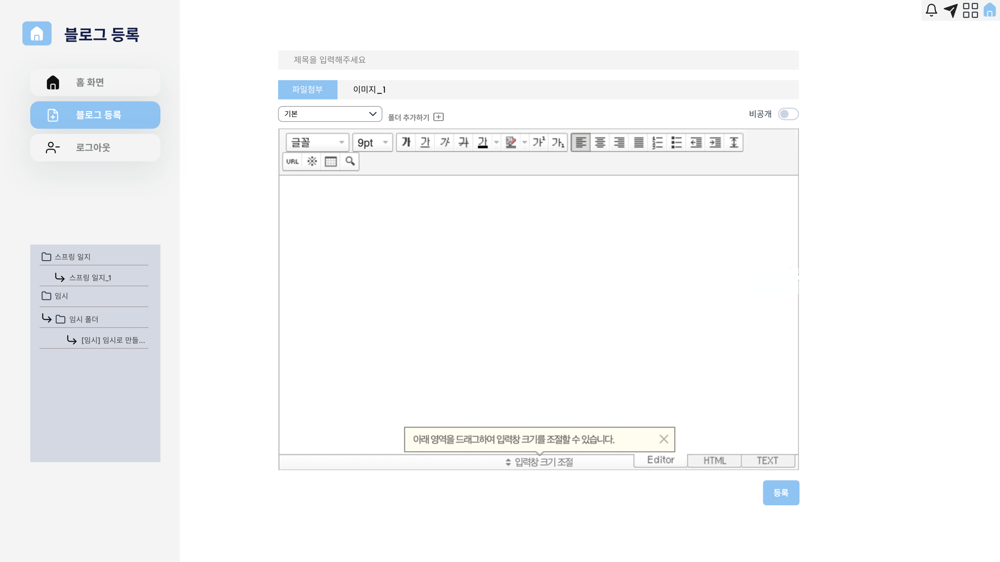 블로그 등록
홈 화면
블로그 등록
로그아웃
스프링 일지
스프링 일지_1
임시
임시 폴더
[임시] 임시로 만들...
제목을 입력해주세요
파일첨부 이미지_1
기본 폴더 추가하기 비공개
글꼴 9pt 가 가 가 가 가 가 가¹ 가₁
URL ※
아래 영역을 드래그하여 입력창 크기를 조절할 수 있습니다.
입력창 크기 조절 Editor HTML TEXT
등록